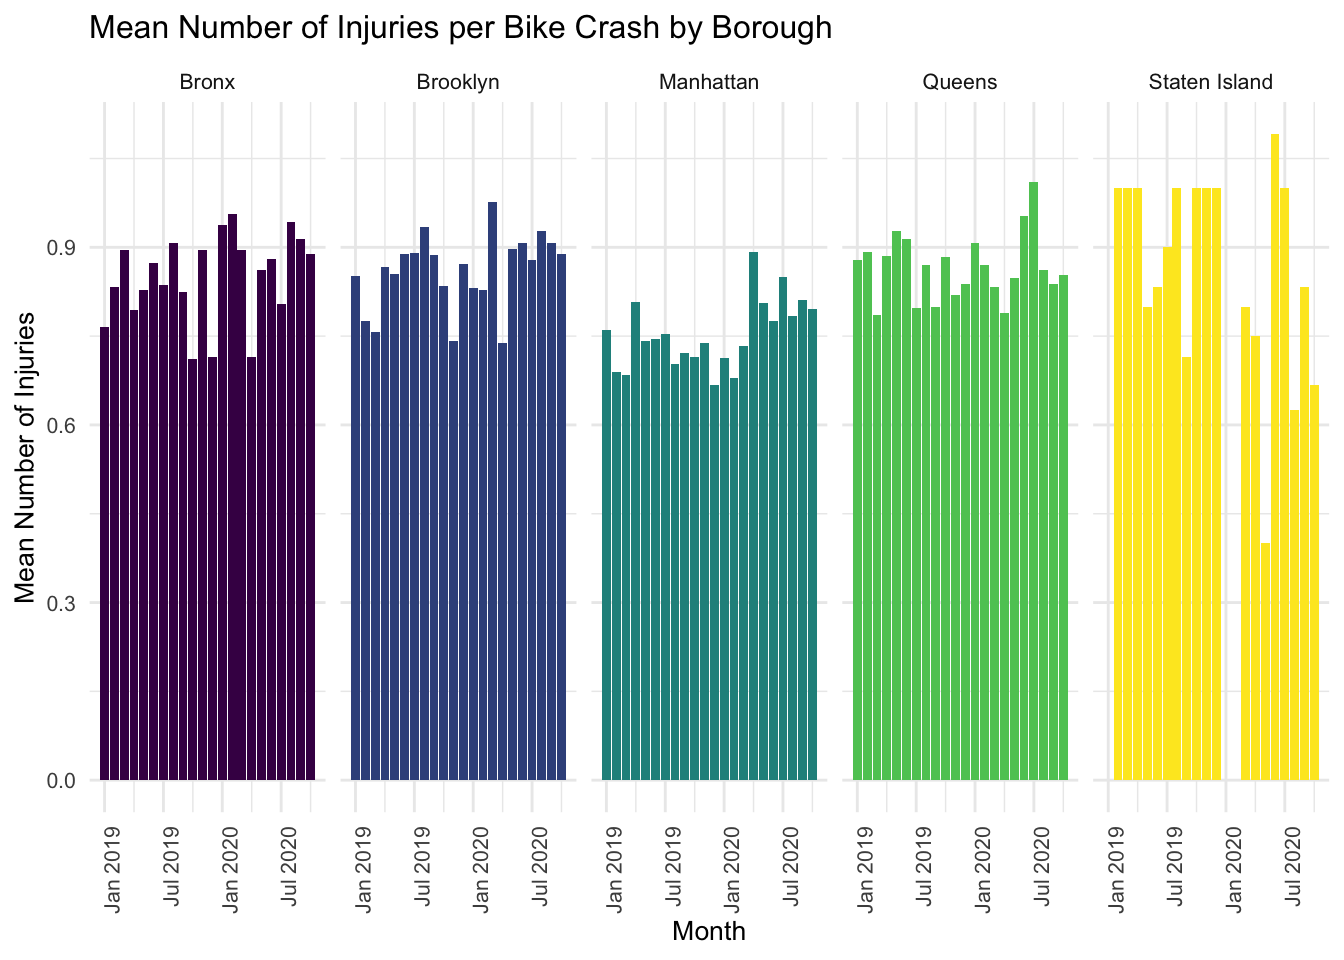 Mean Number of Injuries per Bike Crash by Borough
Bronx
Brooklyn
Manhattan
Queens
Staten Island
Mean Number of Injuries
0.9
0.6
0.3
0.0
Jan 2019
Jul 2019
Jan 2020
Jul 2020
Jan 2019
Jul 2019
Jan 2020
Jul 2020
Jan 2019
Jul 2019
Jan 2020
Jul 2020
Jan 2019
Jul 2019
Jan 2020
Jul 2020
Jan 2019
Jul 2019
Jan 2020
Jul 2020
Month